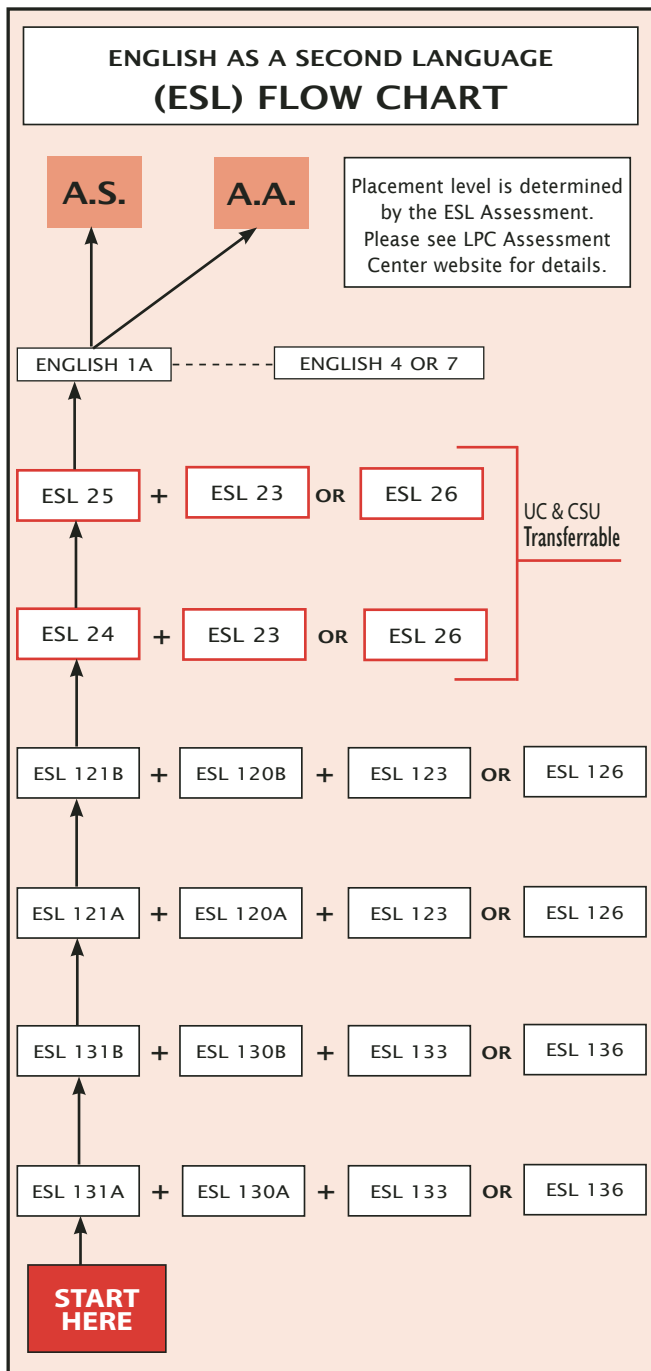 ENGLISH AS A SECOND LANGUAGE
(ESL) FLOW CHART
A.S.
A.A.
Placement level is determined
by the ESL Assessment.
Please see LPC Assessment
Center website for details.
ENGLISH 1A
ENGLISH 4 OR 7
ESL 25 + ESL 23 OR ESL 26
UC & CSU
Transferrable
ESL 24 + ESL 23 OR ESL 26
ESL 121B + ESL 120B + ESL 123 OR ESL 126
ESL 121A + ESL 120A + ESL 123 OR ESL 126
ESL 131B + ESL 130B + ESL 133 OR ESL 136
ESL 131A + ESL 130A + ESL 133 OR ESL 136
START
HERE